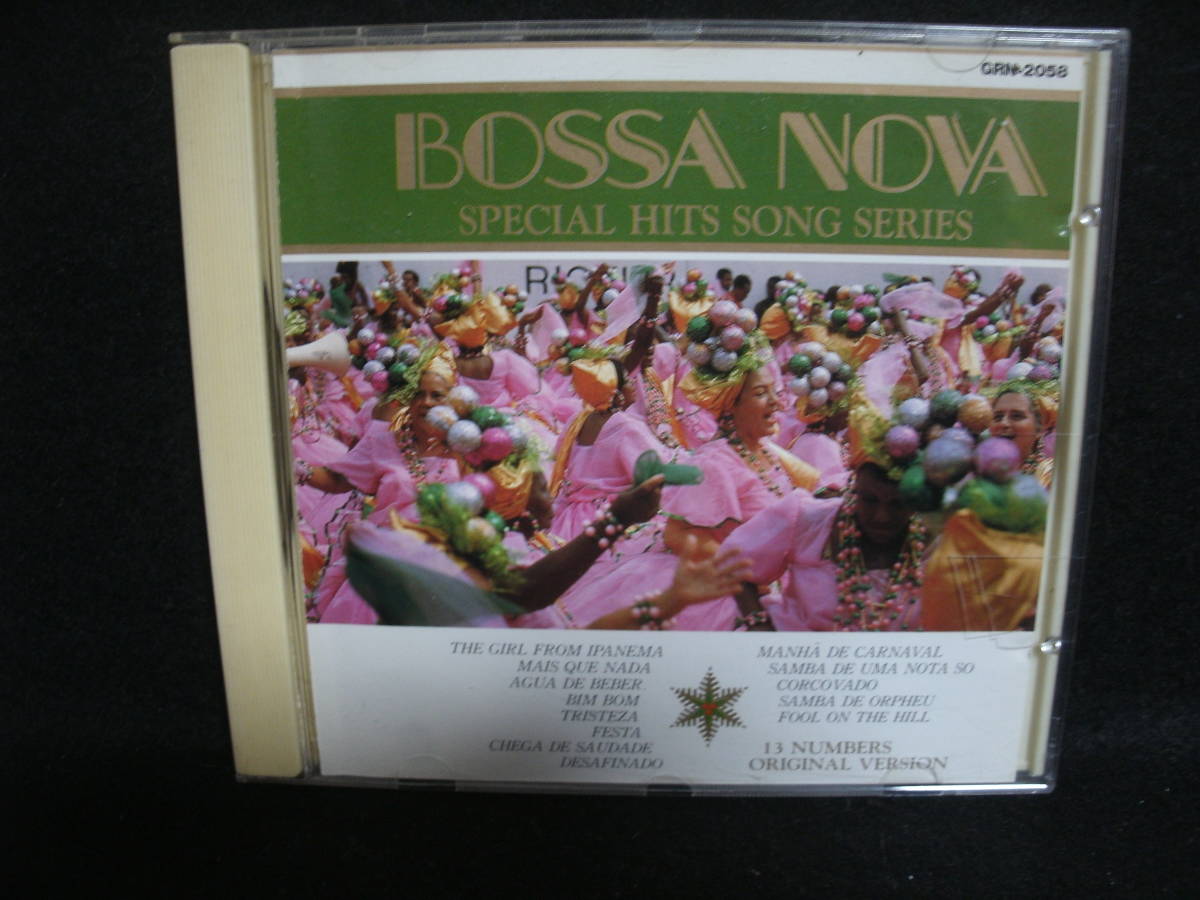 GRN-2058
BOSSA NOVA
SPECIAL HITS SONG SERIES
THE GIRL FROM IPANEMA
MAIS QUE NADA
AGUA DE BEBER
BIM BOM
TRISTEZA
FESTA
CHEGA DE SAUDADE
DESAFINADO
MANHÃ DE CARNAVAL
SAMBA DE UMA NOTA SO
CORCOVADO
SAMBA DE ORPHEU
FOOL ON THE HILL
13 NUMBERS
ORIGINAL VERSION